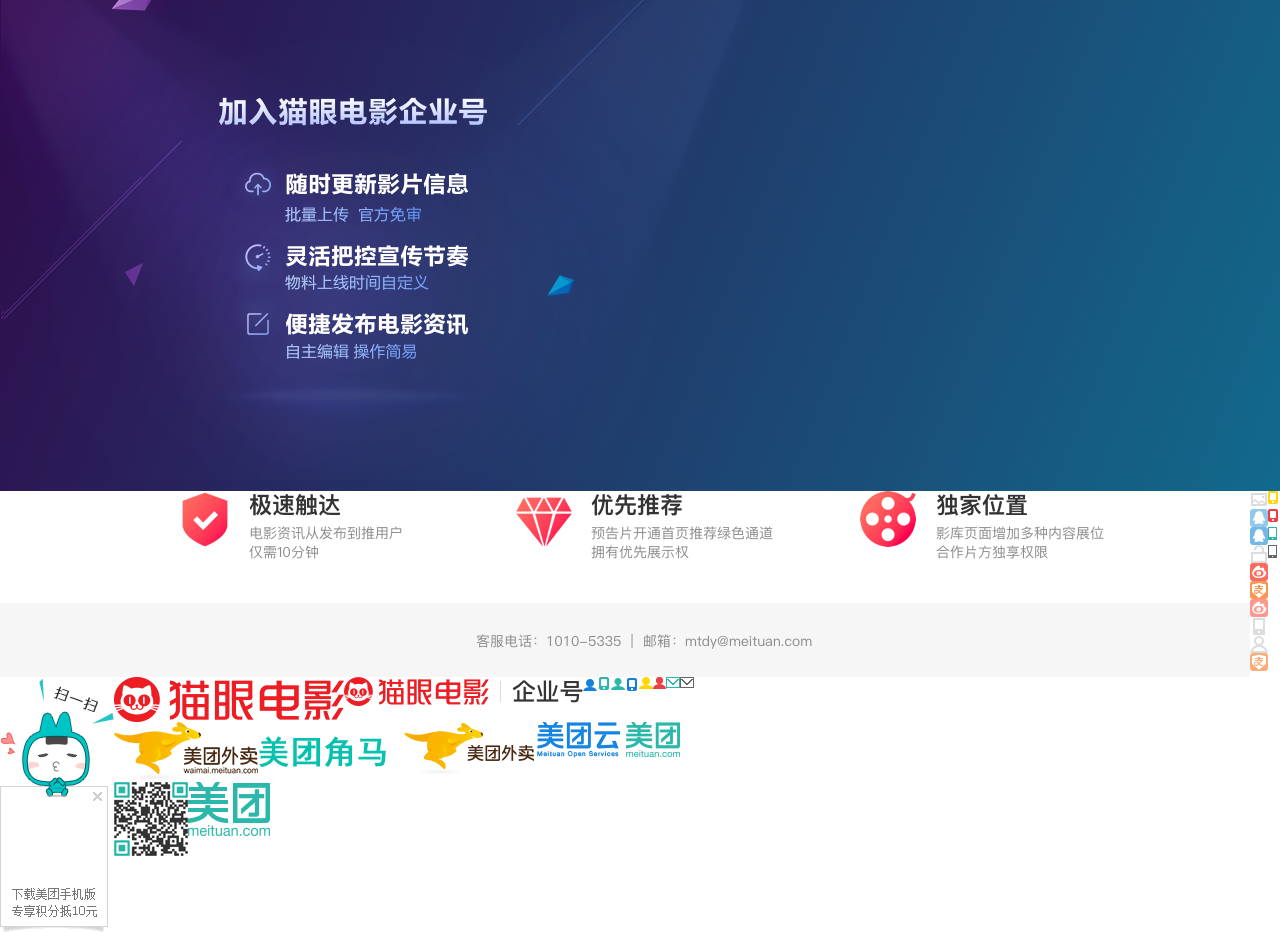 加入猫眼电影企业号
随时更新影片信息
批量上传 官方免审
灵活把控宣传节奏
物料上线时间自定义
便捷发布电影资讯
自主编辑 操作简易
极速触达
电影资讯从发布到推用户
仅需10分钟
优先推荐
预告片开通首页推荐绿色通道
拥有优先展示权
独家位置
影库页面增加多种内容展位
合作片方独享权限
支
支
客服电话：1010-5335 | 邮箱：mtdy@meituan.com
扫一扫
猫眼电影
猫眼电影 企业号
美团外卖
waimai.meituan.com
美团角马
美团外卖
美团云
Meituan Open Services
美团
meituan.com
美团
meituan.com
下载美团手机版
专享积分抵10元